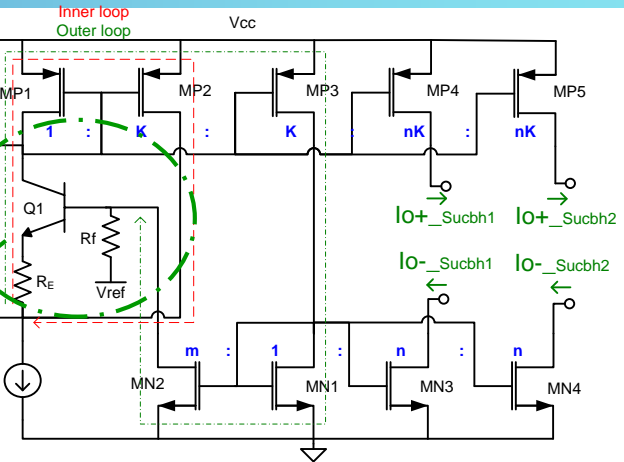 Inner loop
Outer loop
Vcc
MP1
MP2
MP3
MP4
MP5
1 : K : K : nK : nK
Q1
Rf
RE
Vref
Io+_Sucbh1
Io+_Sucbh2
Io-_Sucbh1
Io-_Sucbh2
m : 1 : n : n
MN2
MN1
MN3
MN4